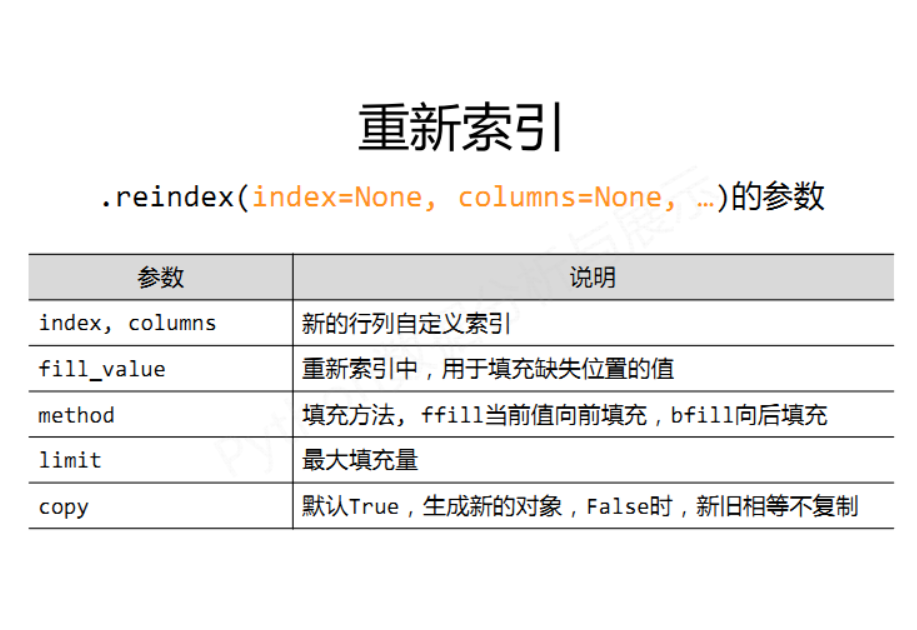 重新索引
.reindex(index=None, columns=None, …)的参数
参数 说明
index, columns 新的行列自定义索引
fill_value 重新索引中，用于填充缺失位置的值
method 填充方法, ffill当前值向前填充，bfill向后填充
limit 最大填充量
copy 默认True，生成新的对象，False时，新旧相等不复制